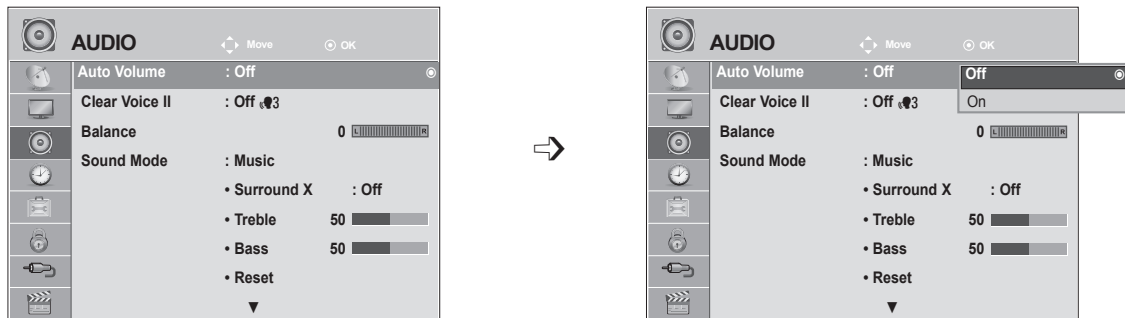 AUDIO Move OK
Auto Volume : Off
Clear Voice II : Off 3
Balance 0 L R
Sound Mode : Music
• Surround X : Off
• Treble 50
• Bass 50
• Reset
▼
AUDIO Move OK
Auto Volume : Off
Off
On
Clear Voice II : Off 3
Balance 0 L R
Sound Mode : Music
• Surround X : Off
• Treble 50
• Bass 50
• Reset
▼